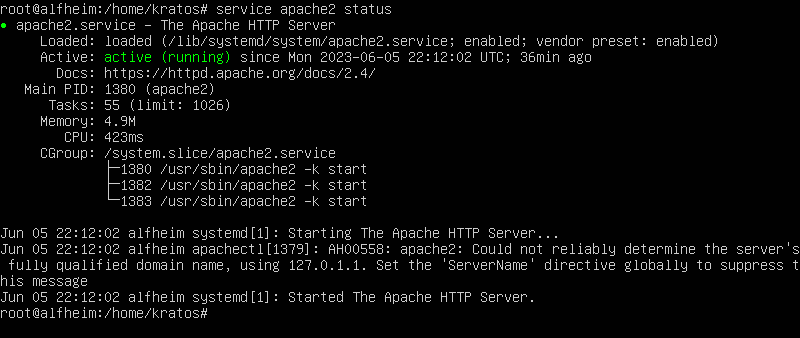 root@alfheim:/home/kratos# service apache2 status
● apache2.service - The Apache HTTP Server
     Loaded: loaded (/lib/systemd/system/apache2.service; enabled; vendor preset: enabled)
     Active: active (running) since Mon 2023-06-05 22:12:02 UTC; 36min ago
       Docs: https://httpd.apache.org/docs/2.4/
   Main PID: 1380 (apache2)
      Tasks: 55 (limit: 1026)
     Memory: 4.9M
        CPU: 423ms
     CGroup: /system.slice/apache2.service
             ├─1380 /usr/sbin/apache2 -k start
             ├─1382 /usr/sbin/apache2 -k start
             └─1383 /usr/sbin/apache2 -k start
Jun 05 22:12:02 alfheim systemd[1]: Starting The Apache HTTP Server...
Jun 05 22:12:02 alfheim apachectl[1379]: AH00558: apache2: Could not reliably determine the server's
 fully qualified domain name, using 127.0.1.1. Set the 'ServerName' directive globally to suppress t
his message
Jun 05 22:12:02 alfheim systemd[1]: Started The Apache HTTP Server.
root@alfheim:/home/kratos#